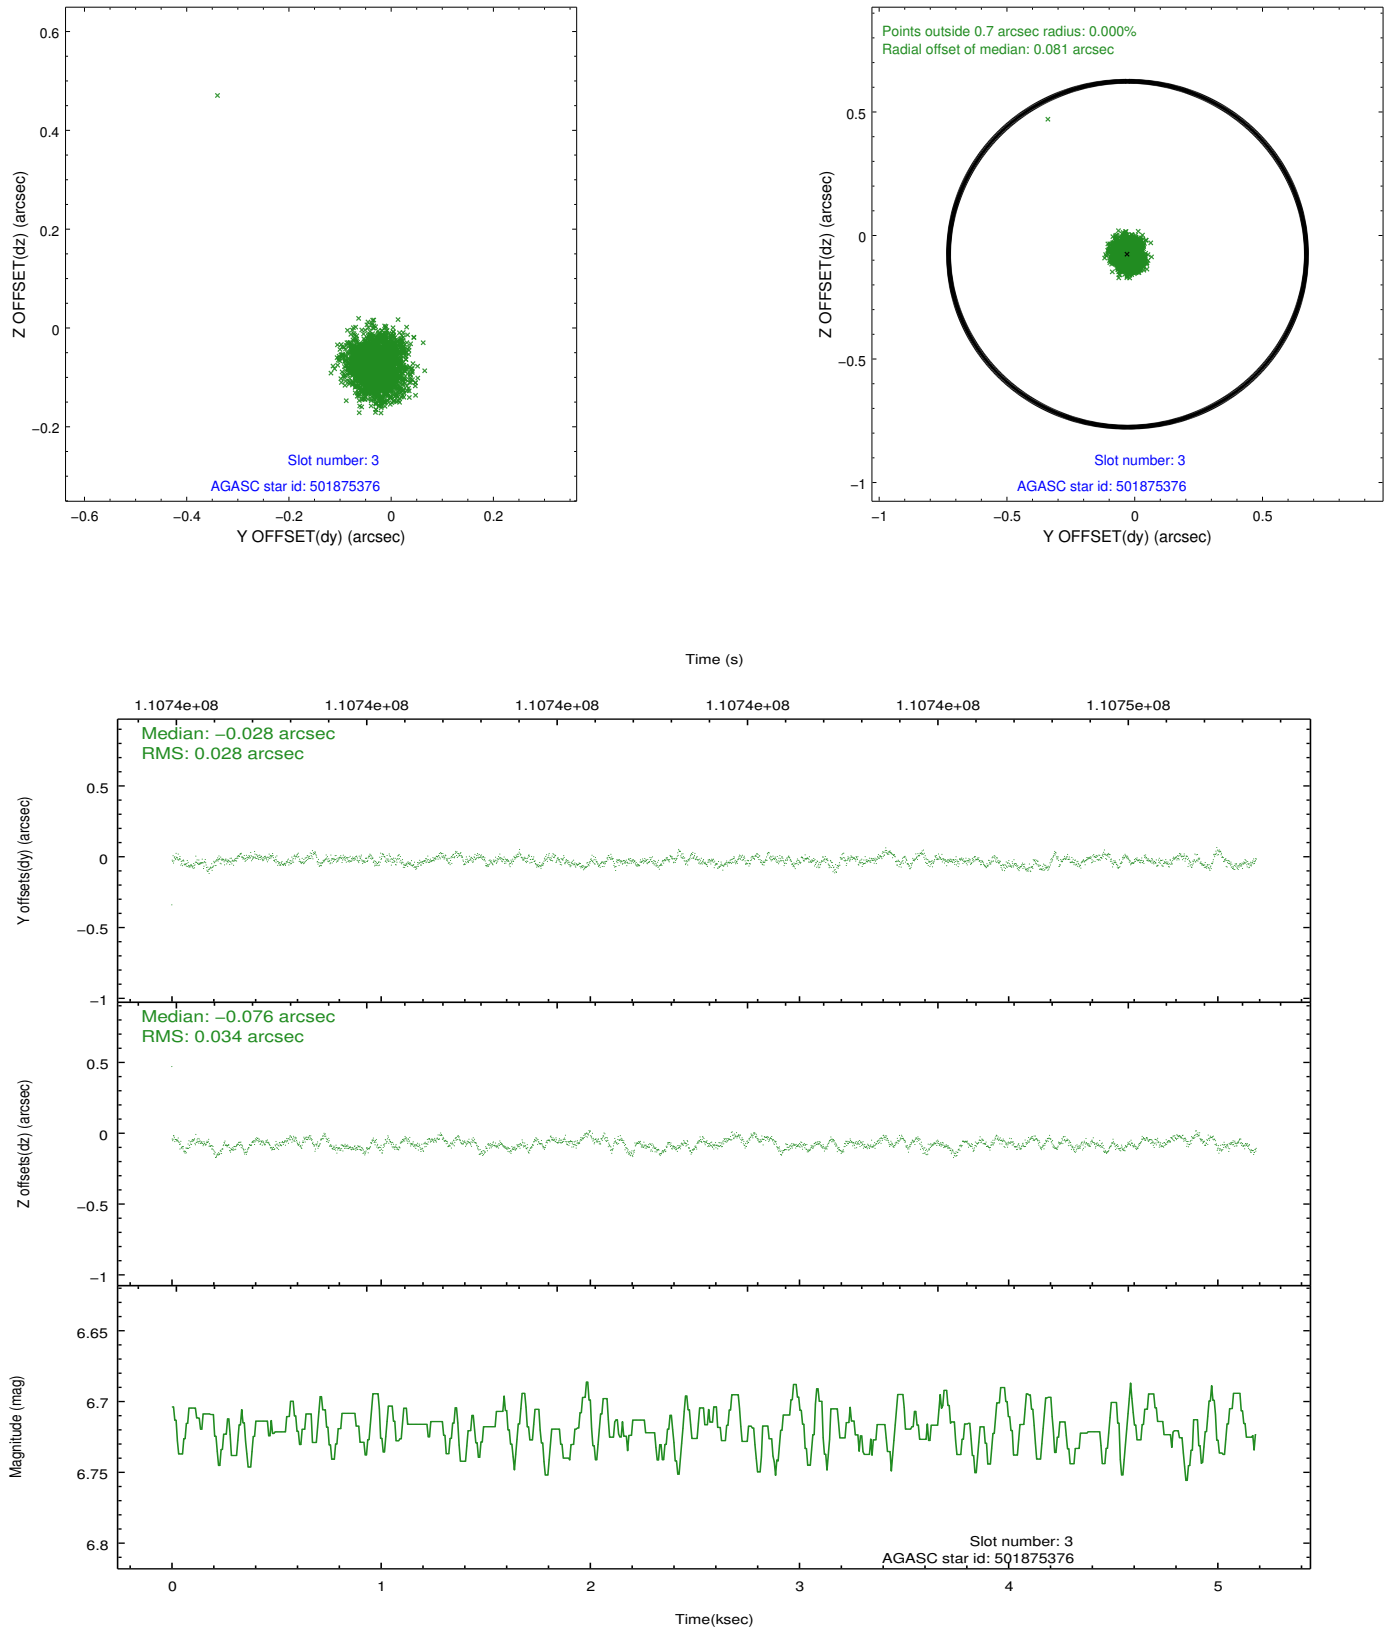 0.6
0.4
0.2
0
−0.2
Z OFFSET(dz) (arcsec)
Slot number: 3
AGASC star id: 501875376
−0.6 −0.4 −0.2 0 0.2
Y OFFSET(dy) (arcsec)
Points outside 0.7 arcsec radius: 0.000%
Radial offset of median: 0.081 arcsec
0.5
0
−0.5
−1
Z OFFSET(dz) (arcsec)
Slot number: 3
AGASC star id: 501875376
−1 −0.5 0 0.5
Y OFFSET(dy) (arcsec)
Time (s)
1.1074e+08 1.1074e+08 1.1074e+08 1.1074e+08 1.1074e+08 1.1075e+08
Median: −0.028 arcsec
RMS: 0.028 arcsec
0.5
0
−0.5
−1
Y offsets(dy) (arcsec)
Median: −0.076 arcsec
RMS: 0.034 arcsec
0.5
0
−0.5
−1
Z offsets(dz) (arcsec)
6.65
6.7
6.75
6.8
Magnitude (mag)
Slot number: 3
AGASC star id: 501875376
0 1 2 3 4 5
Time(ksec)